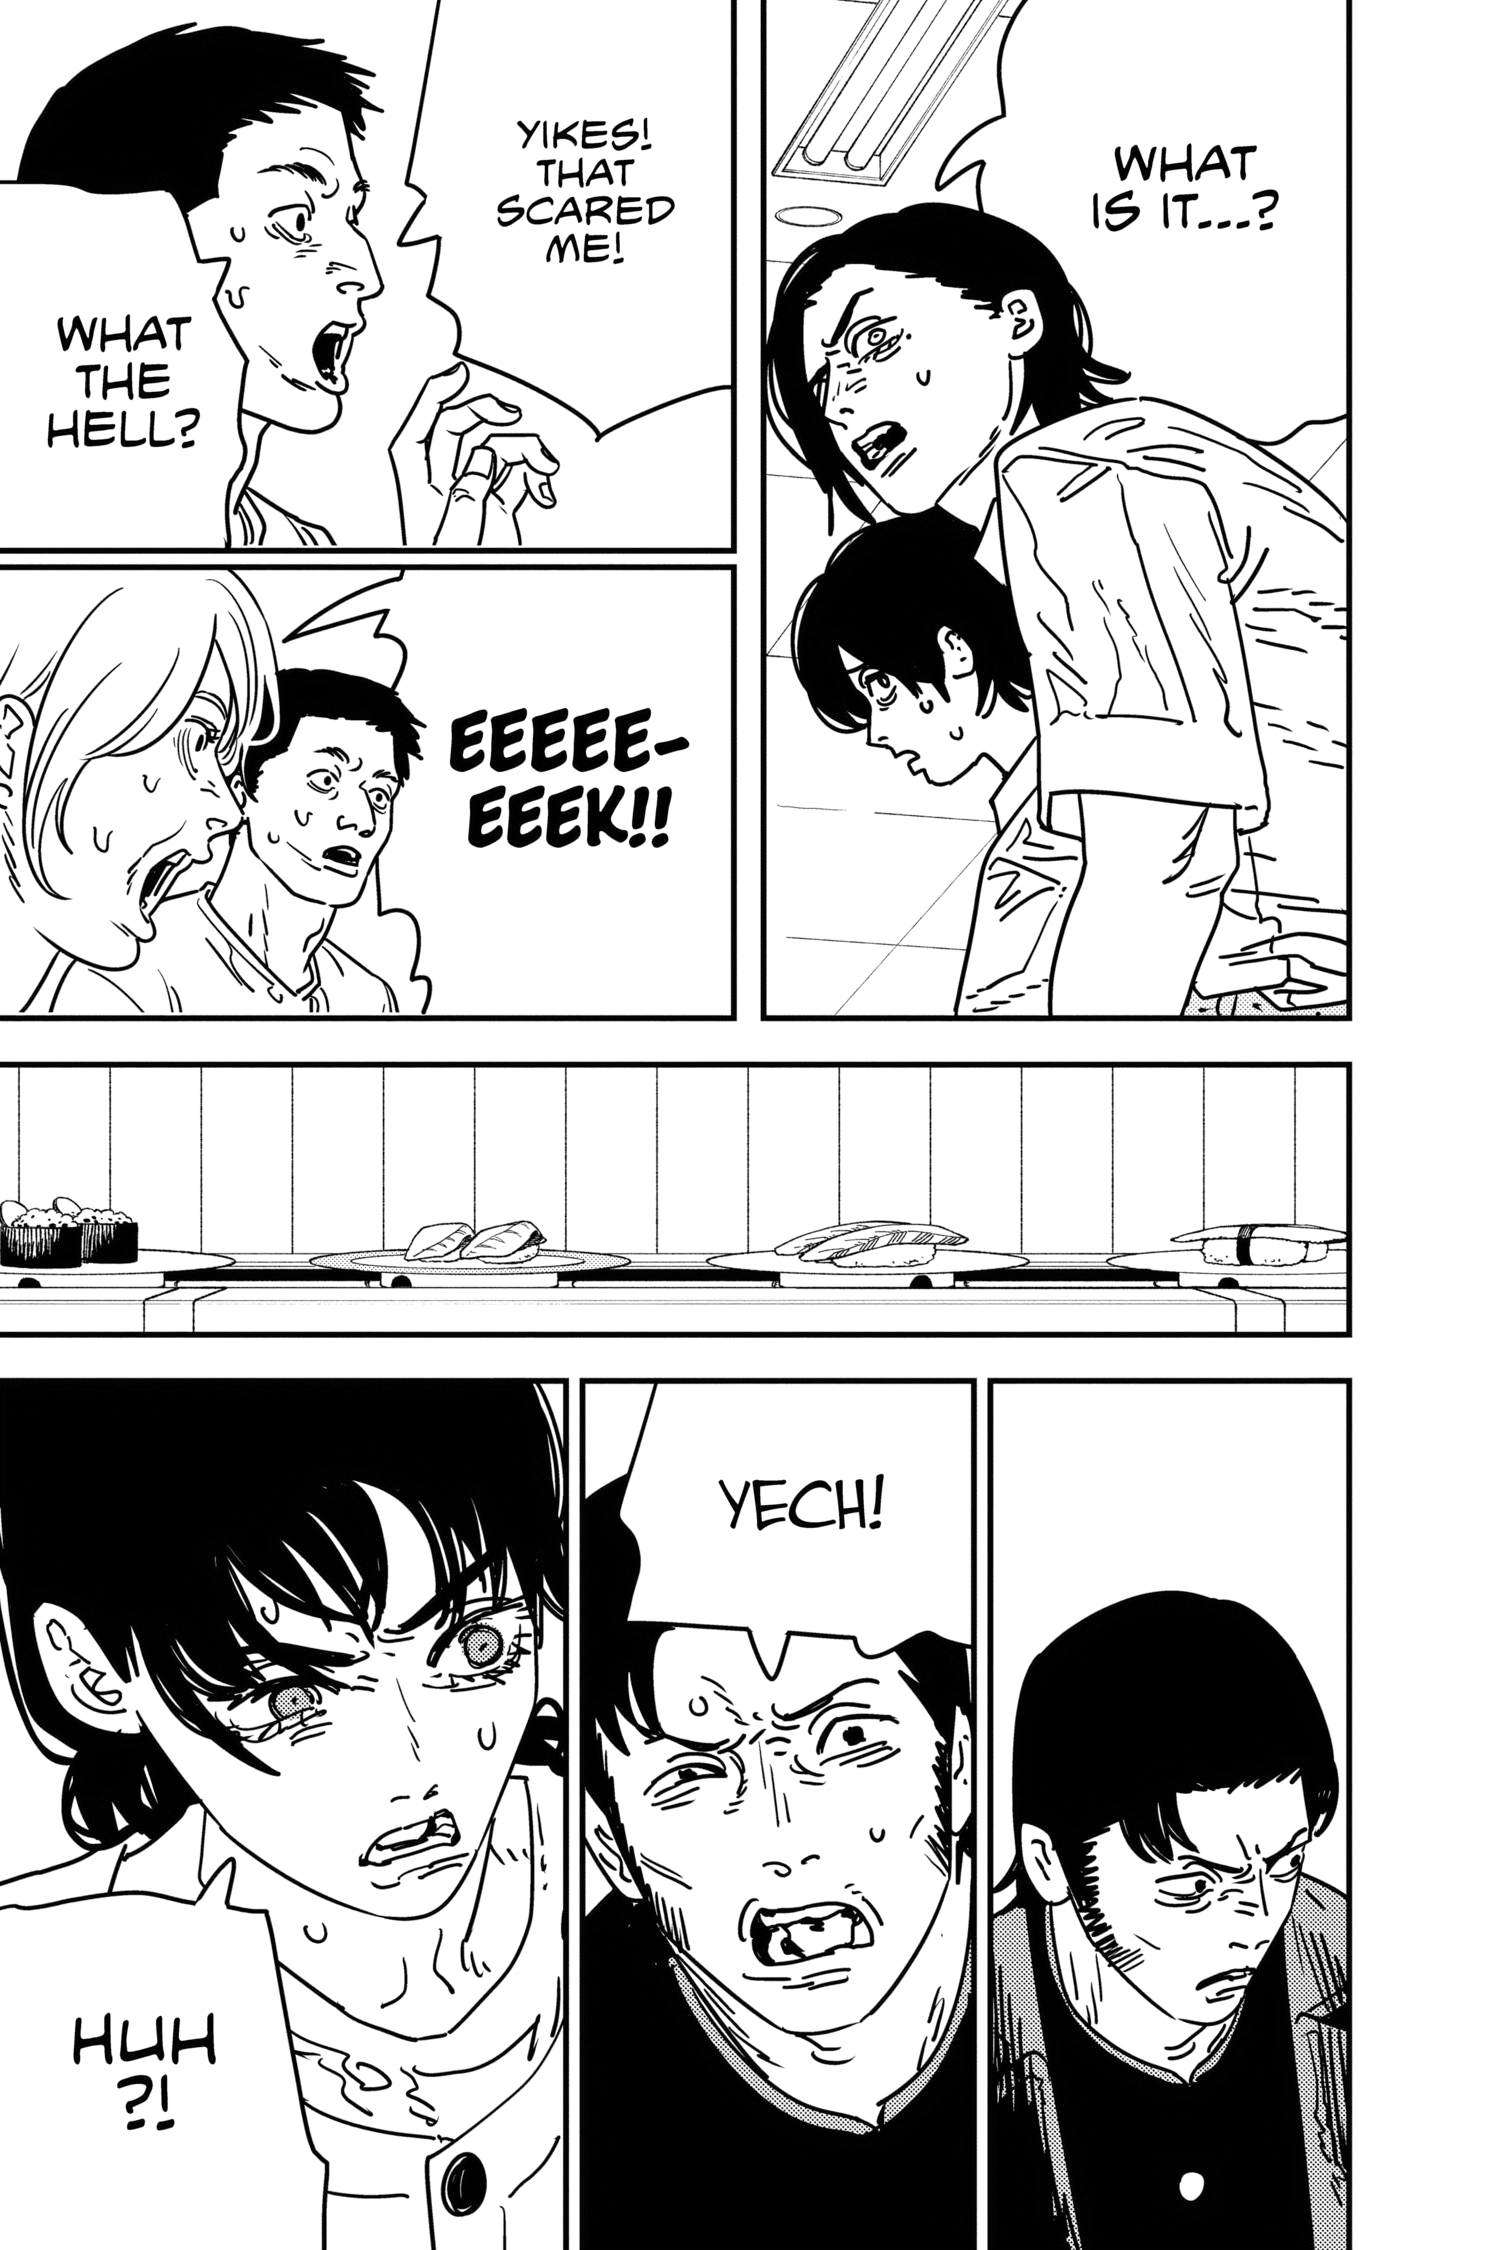 WHAT
IS IT...?
YIKES!
THAT
SCARED
ME!
WHAT
THE
HELL?
EEEEE-
EEEK!!
YECH!
HUH
?!